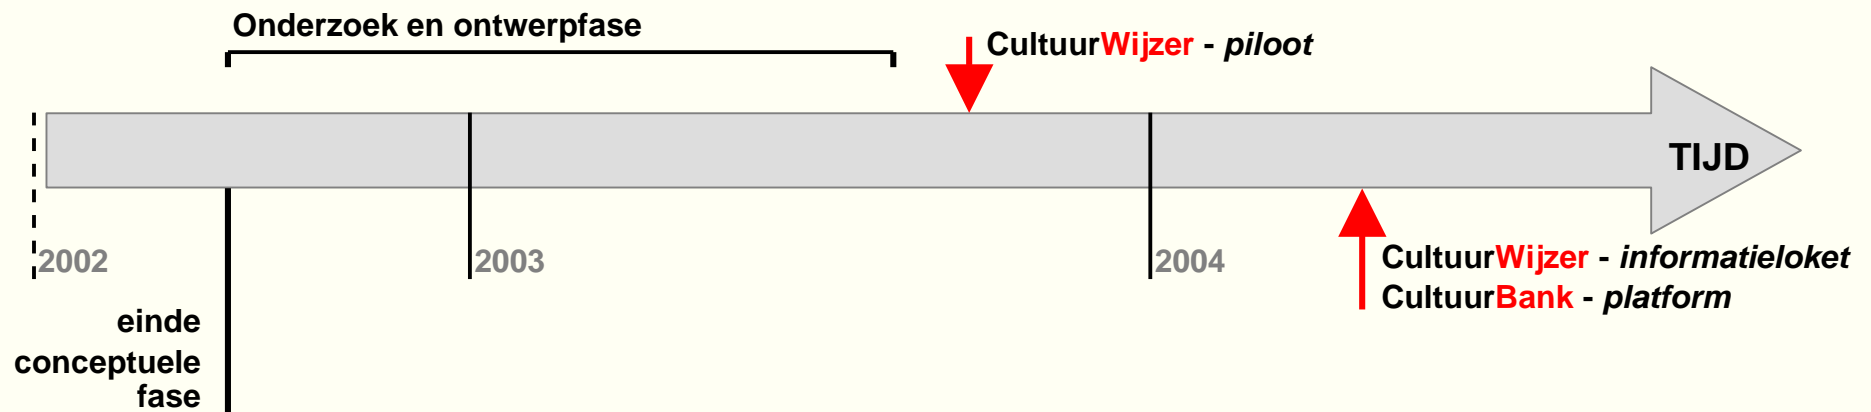 Onderzoek en ontwerpfase
CultuurWijzer - piloot
TIJD
2002
2003
2004
CultuurWijzer - informatieloket
CultuurBank - platform
einde
conceptuele
fase